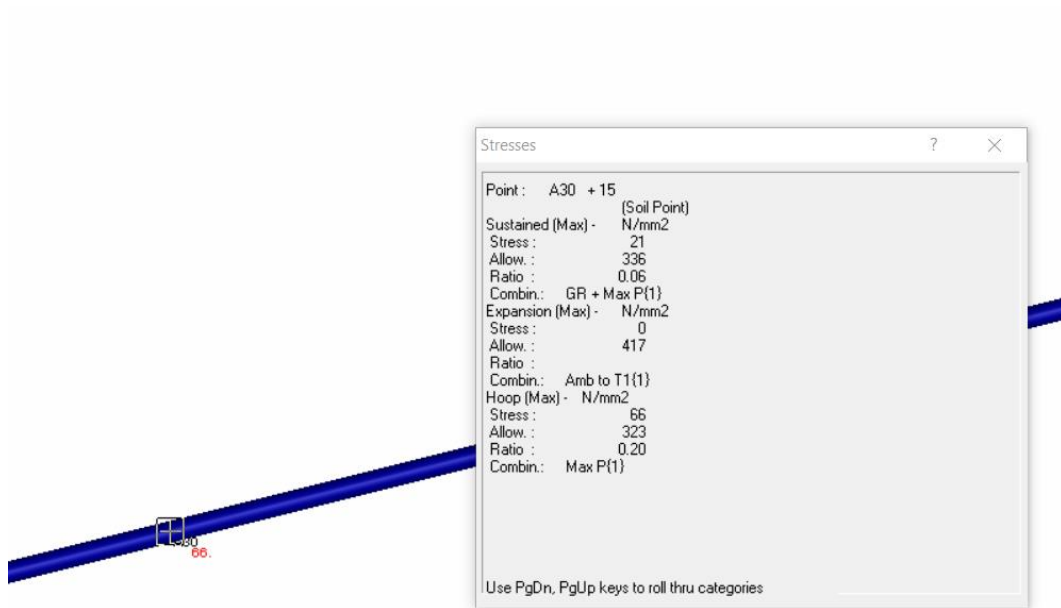 Stresses ? ×
Point : A30 + 15
(Soil Point)
Sustained (Max) - N/mm2
Stress : 21
Allow. : 336
Ratio : 0.06
Combin.: GR + Max P{1}
Expansion (Max) - N/mm2
Stress : 0
Allow. : 417
Ratio :
Combin.: Amb to T1{1}
Hoop (Max) - N/mm2
Stress : 66
Allow. : 323
Ratio : 0.20
Combin.: Max P{1}
Use PgDn, PgUp keys to roll thru categories
66.